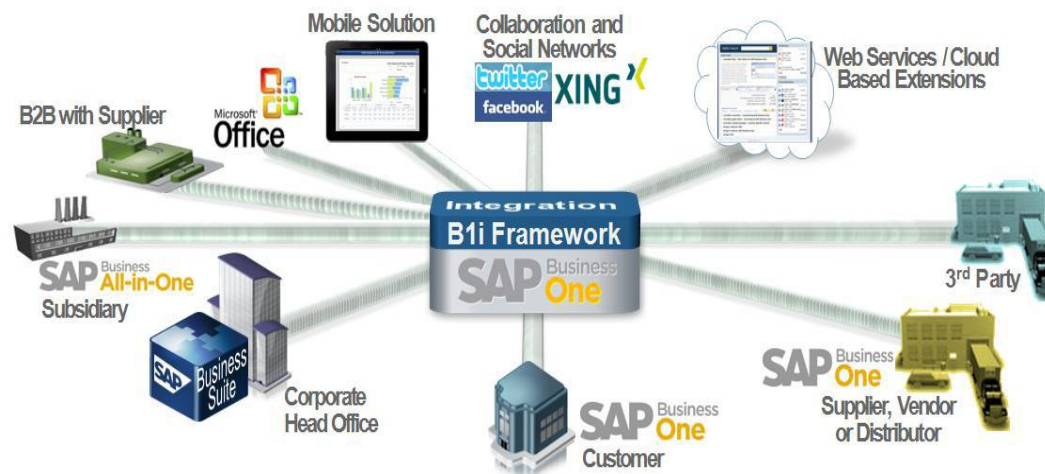 Mobile Solution
Collaboration and
Social Networks
twitter
facebook
XING
Web Services / Cloud
Based Extensions
B2B with Supplier
Microsoft®
Office
Integration
B1i Framework
SAP Business
One
SAP Business
All-in-One
Subsidiary
3rd Party
SAP
Business
Suite
Corporate
Head Office
SAP Business
One
Customer
SAP Business
One
Supplier, Vendor
or Distributor